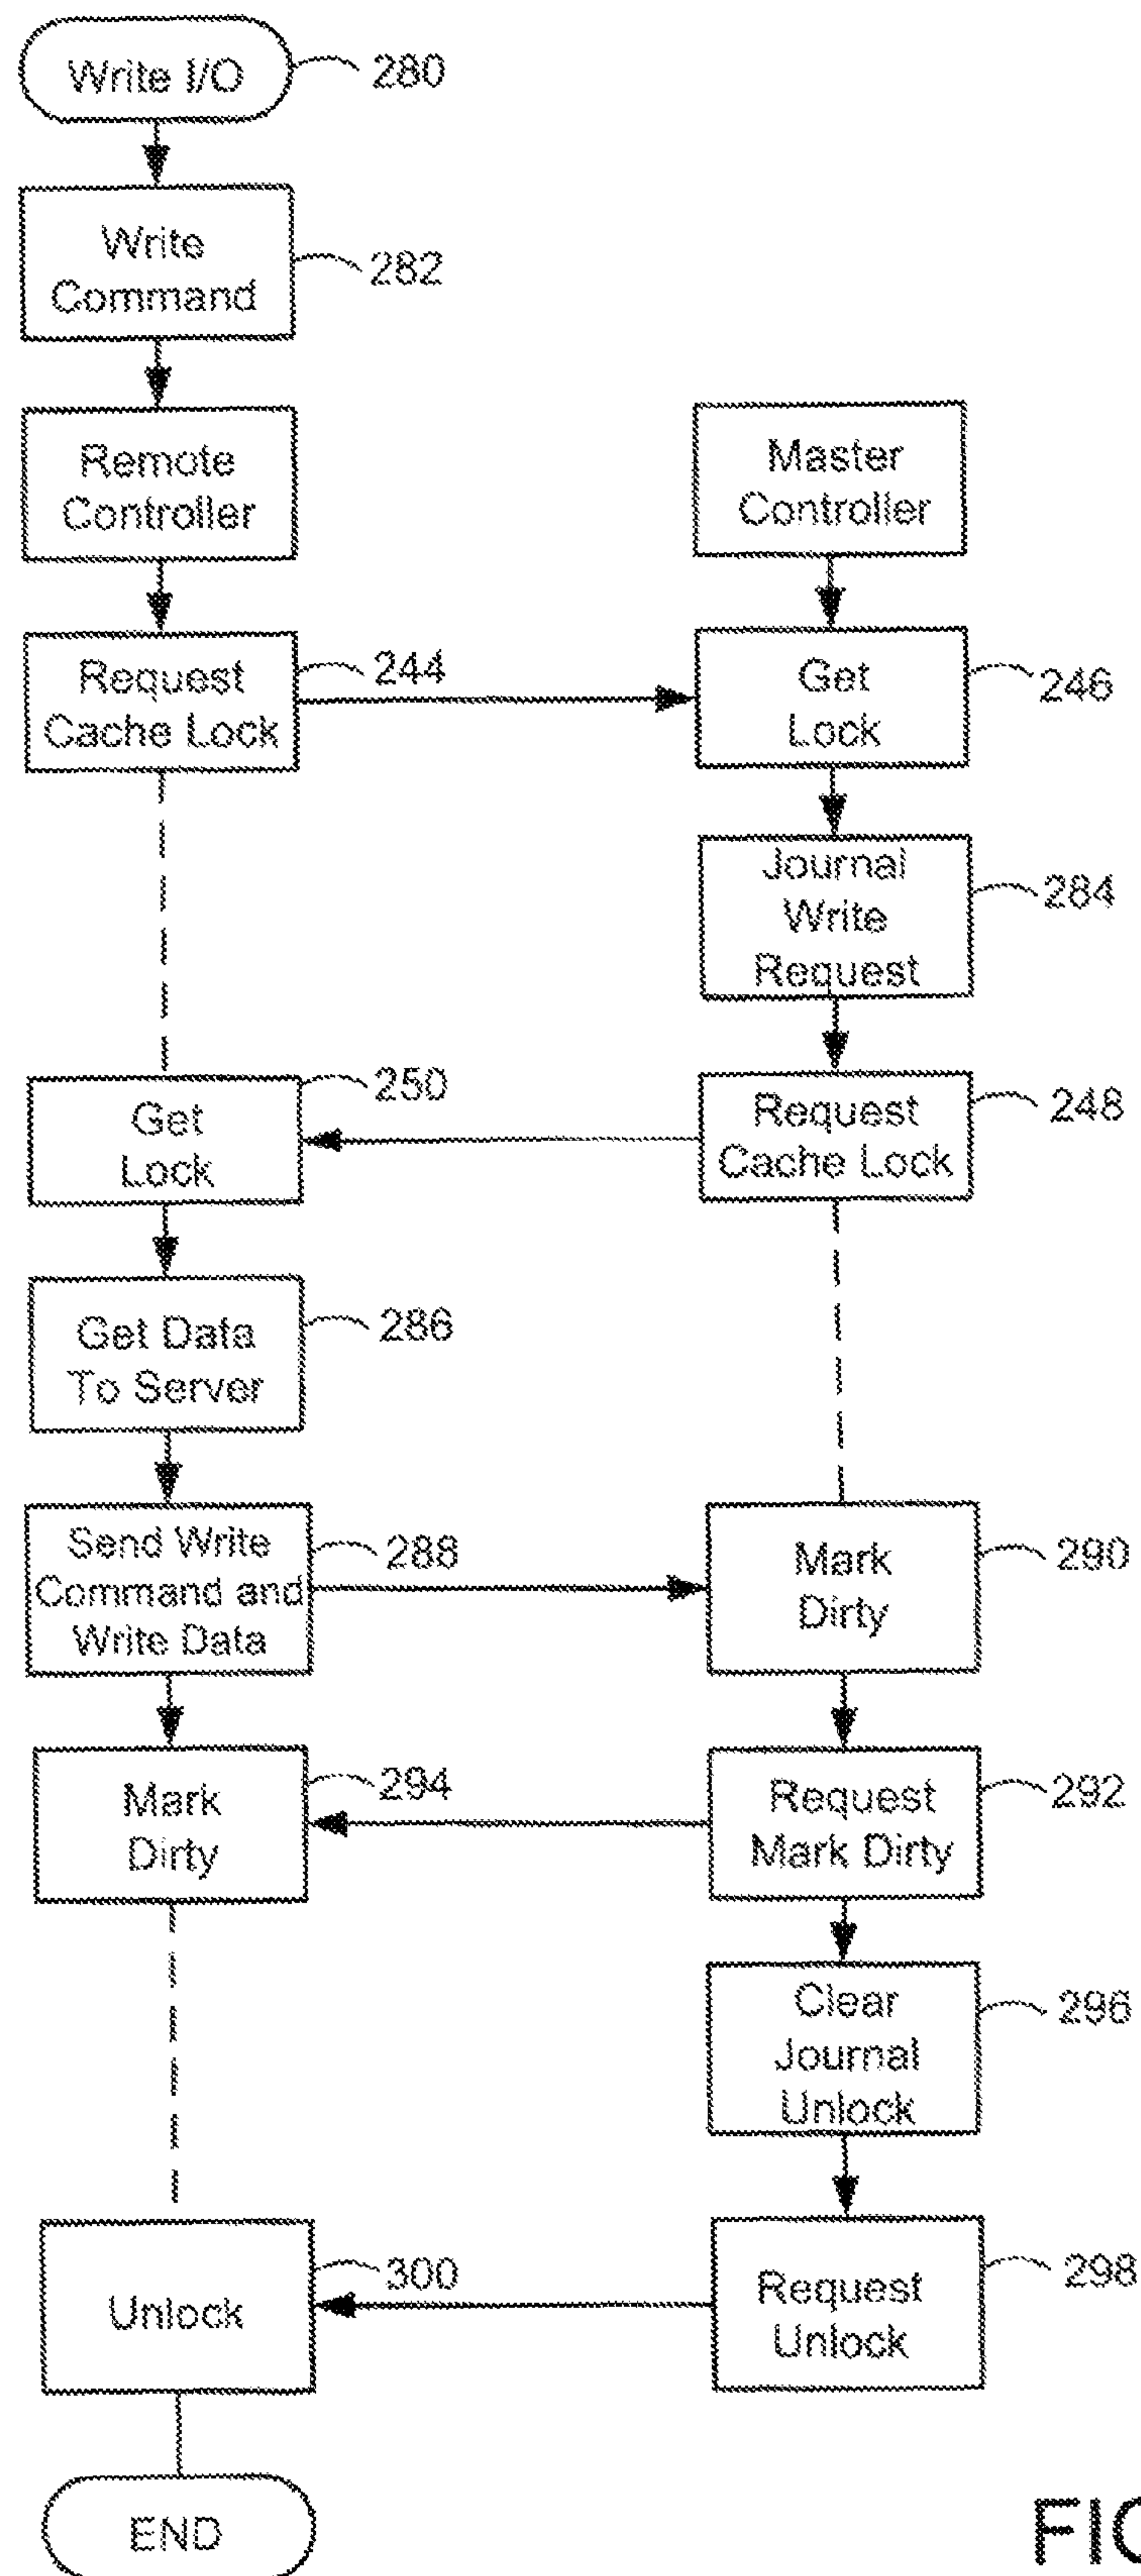 Write I/O
280
Write
Command
282
Remote
Controller
Master
Controller
Request
Cache Lock
244
Get
Lock
246
Journal
Write
Request
284
Get
Lock
250
Request
Cache Lock
248
Get Data
To Server
286
Send Write
Command and
Write Data
288
Mark
Dirty
290
Mark
Dirty
294
Request
Mark Dirty
292
Clear
Journal
Unlock
296
Unlock
300
Request
Unlock
298
END